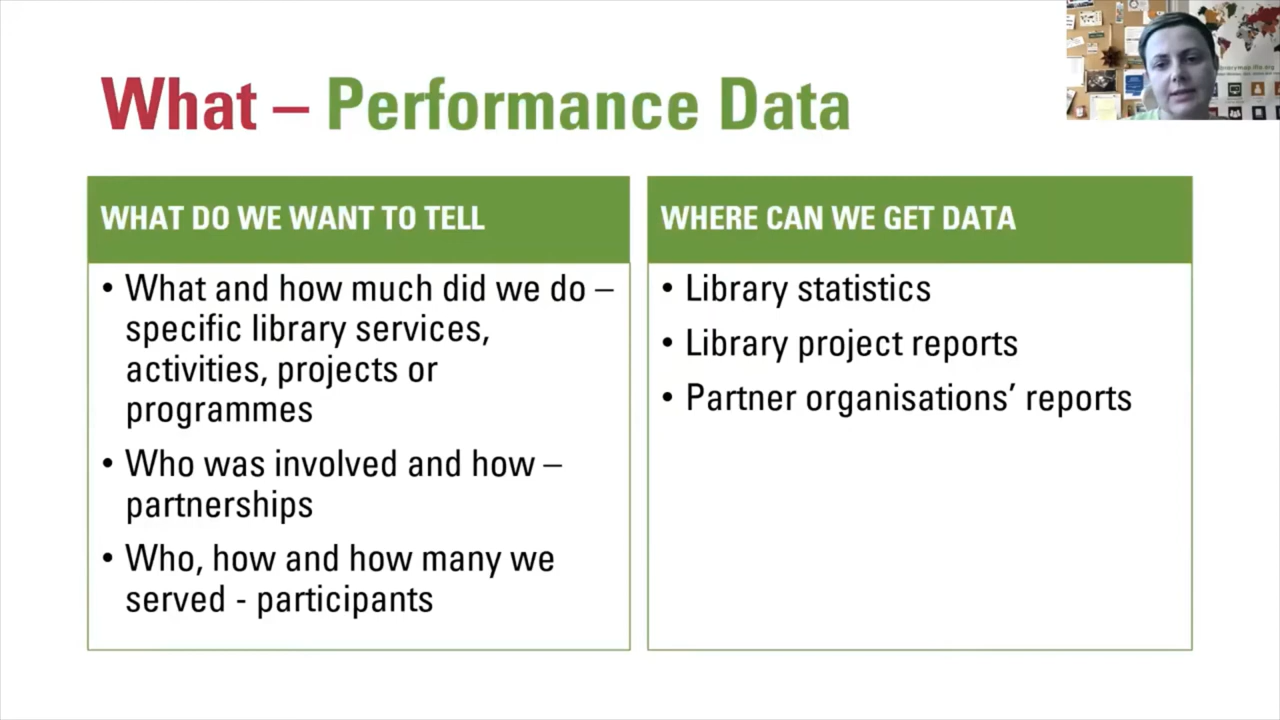 What – Performance Data
WHAT DO WE WANT TO TELL
• What and how much did we do –
specific library services,
activities, projects or
programmes
• Who was involved and how –
partnerships
• Who, how and how many we
served - participants
WHERE CAN WE GET DATA
• Library statistics
• Library project reports
• Partner organisations’ reports